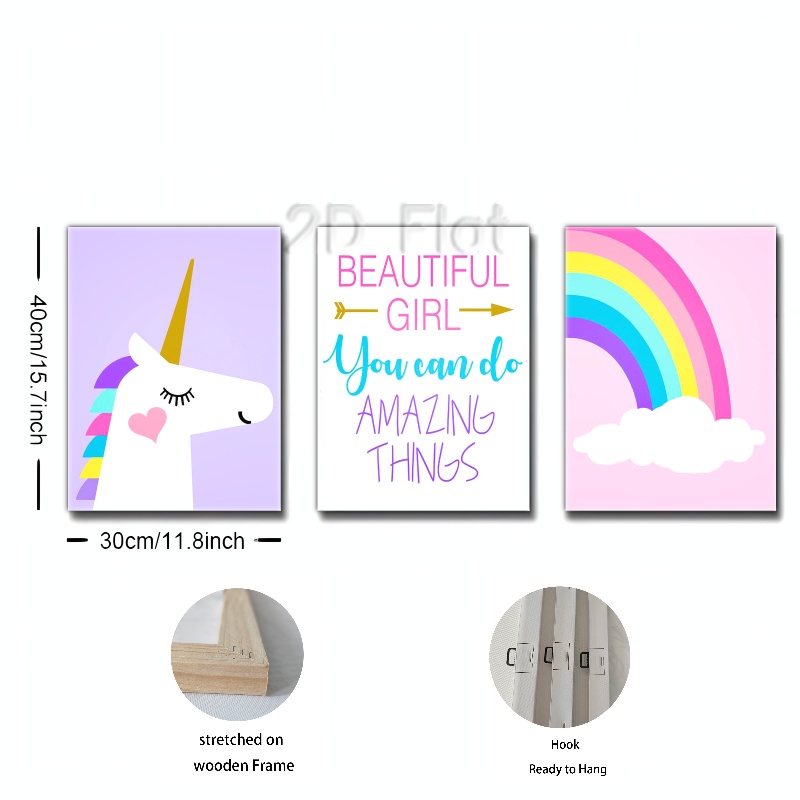 2D Flat
BEAUTIFUL
GIRL
You can do
AMAZING
THINGS
40cm/15.7inch
30cm/11.8inch
stretched on
wooden Frame
Hook
Ready to Hang